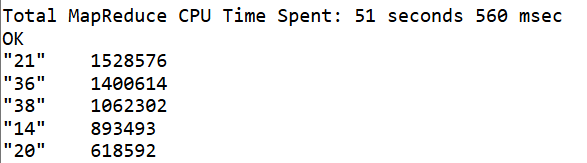 Total MapReduce CPU Time Spent: 51 seconds 560 msec
OK
"21"    1528576
"36"    1400614
"38"    1062302
"14"    893493
"20"    618592